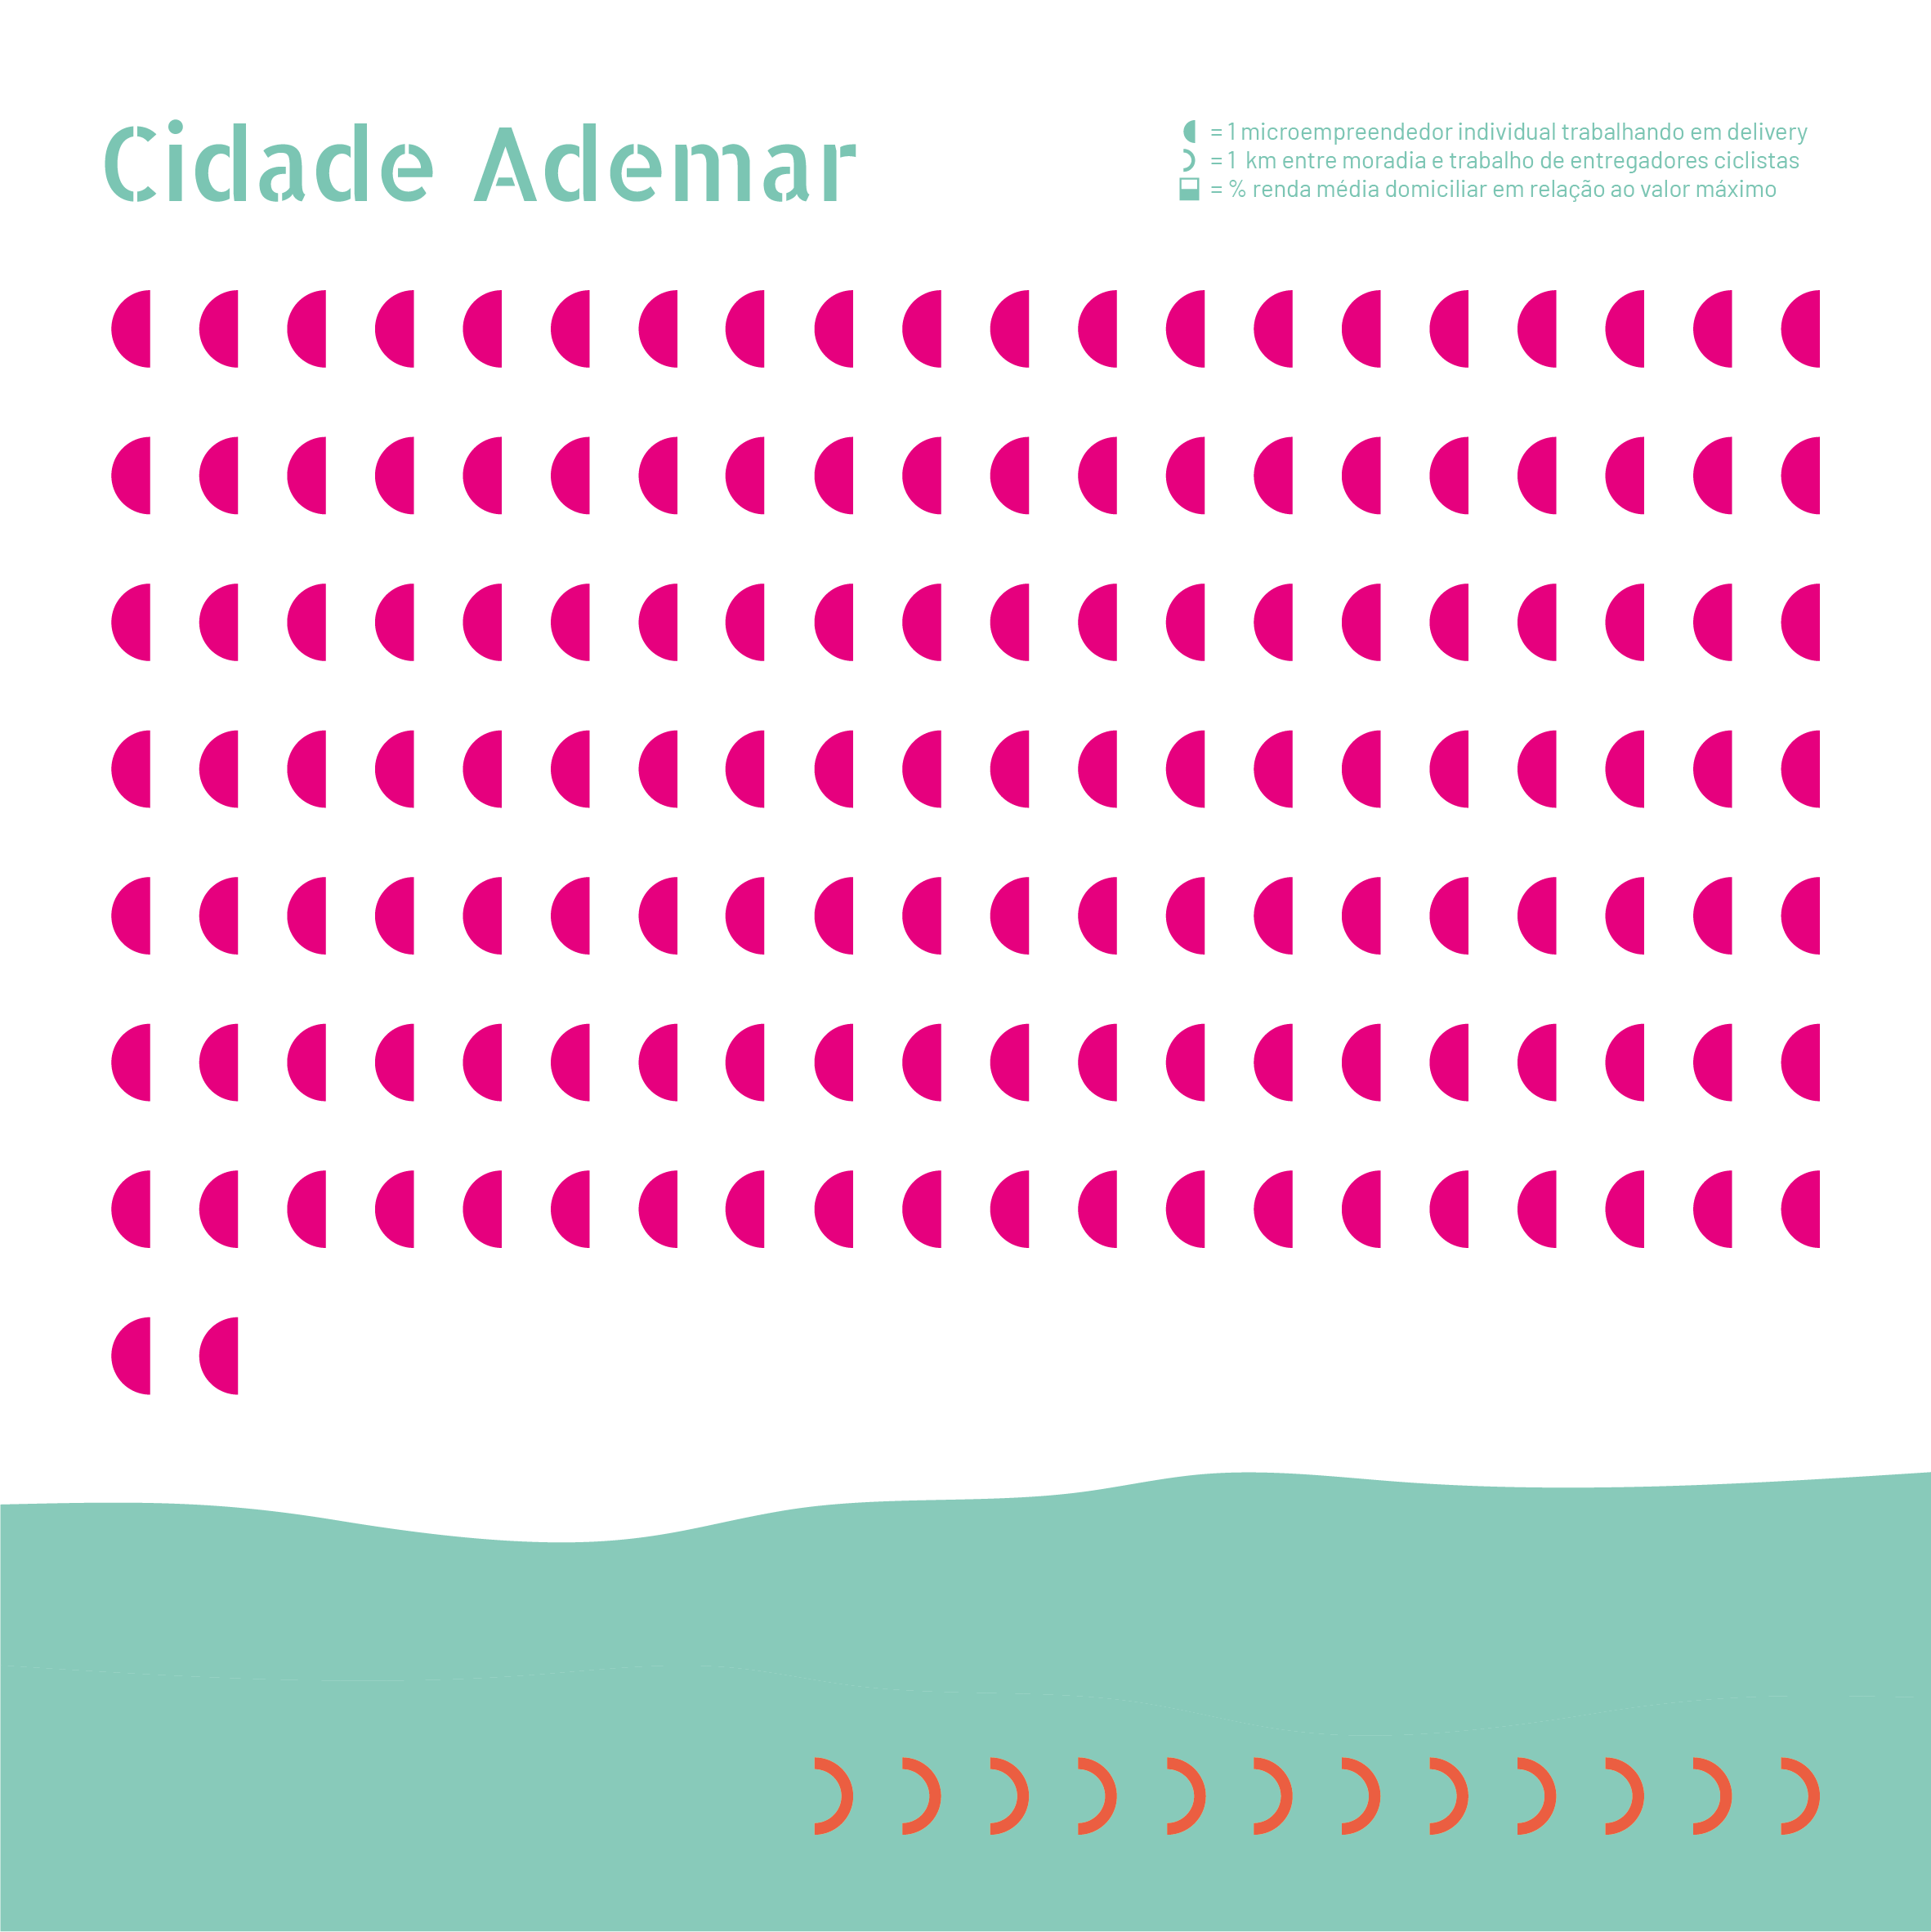 Cidade Ademar
= 1 microempreendedor individual trabalhando em delivery
= 1 km entre moradia e trabalho de entregadores ciclistas
= % renda média domiciliar em relação ao valor máximo